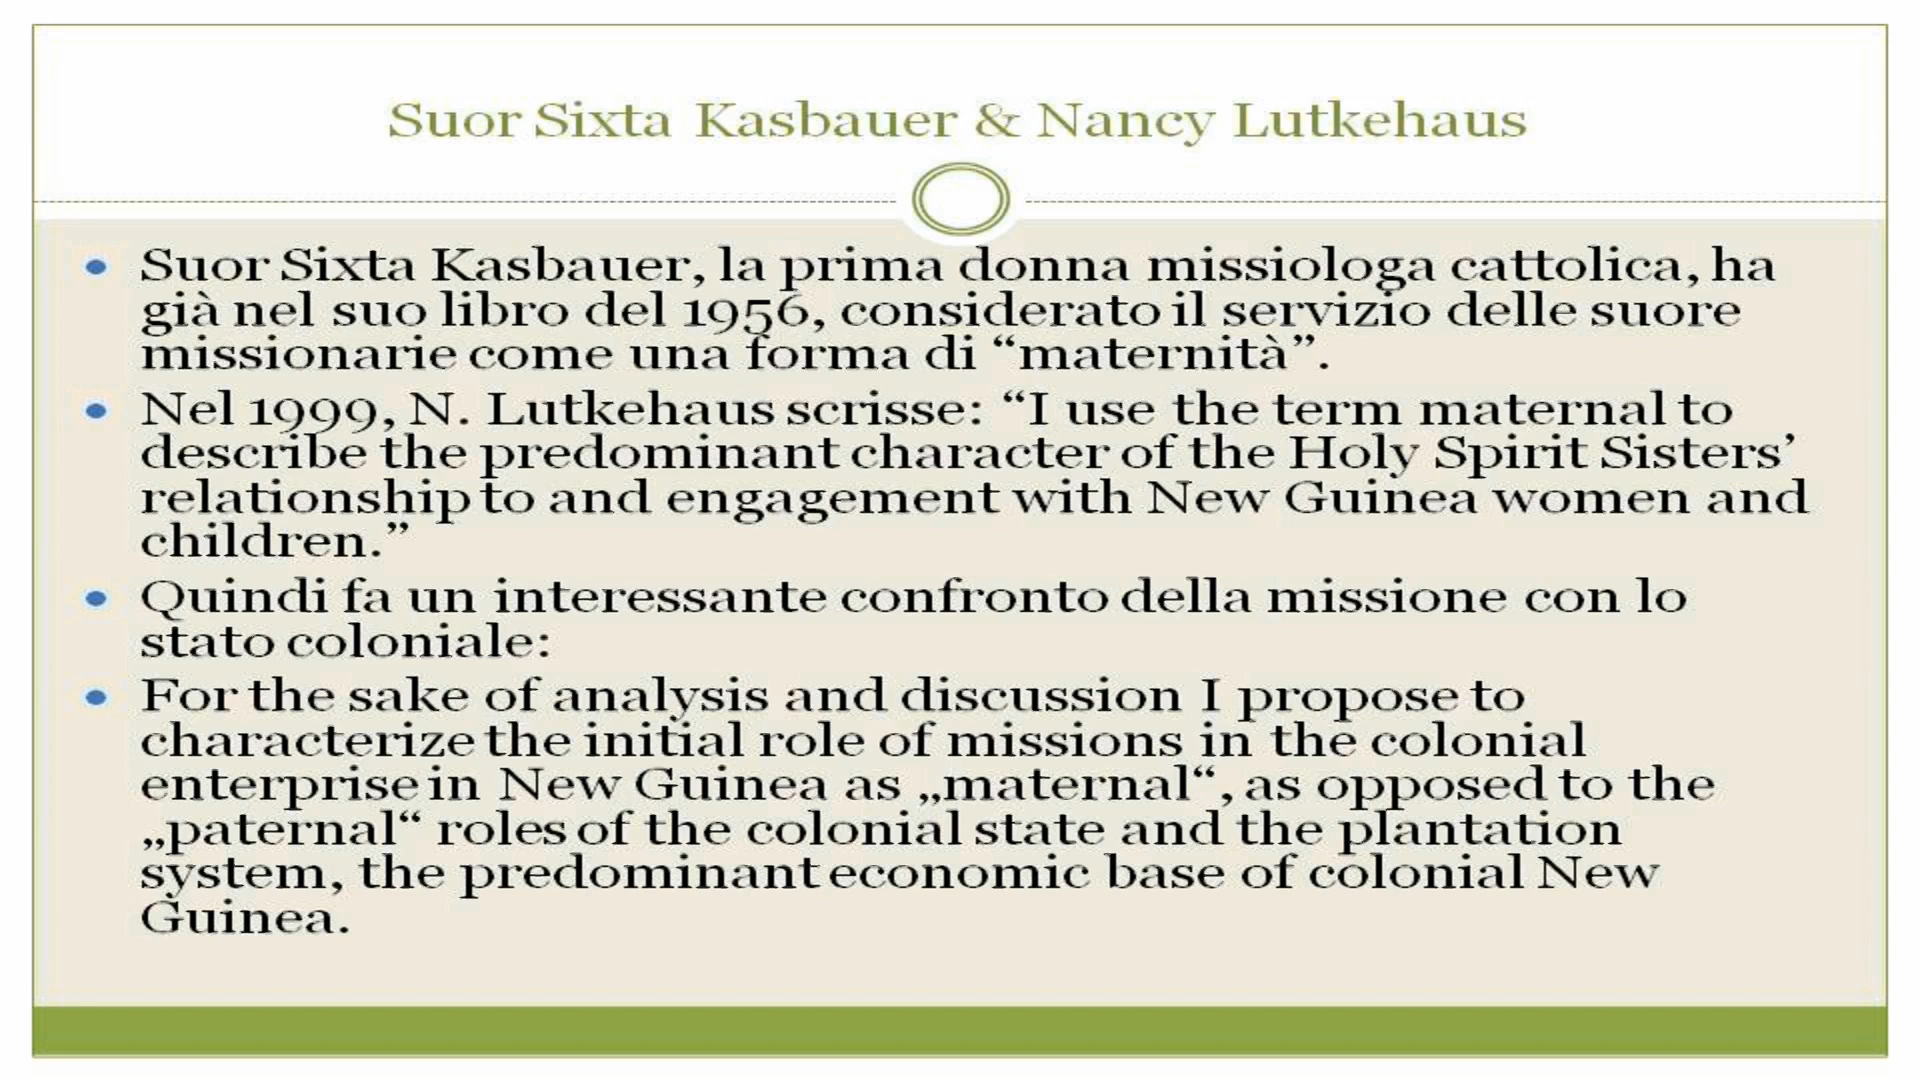 Suor Sixta Kasbauer & Nancy Lutkehaus
• Suor Sixta Kasbauer, la prima donna missiologa cattolica, ha
già nel suo libro del 1956, considerato il servizio delle suore
missionarie come una forma di “maternità”.
• Nel 1999, N. Lutkehaus scrisse: “I use the term maternal to
describe the predominant character of the Holy Spirit Sisters’
relationship to and engagement with New Guinea women and
children.”
• Quindi fa un interessante confronto della missione con lo
stato coloniale:
• For the sake of analysis and discussion I propose to
characterize the initial role of missions in the colonial
enterprise in New Guinea as „maternal“, as opposed to the
„paternal“ roles of the colonial state and the plantation
system, the predominant economic base of colonial New
Guinea.